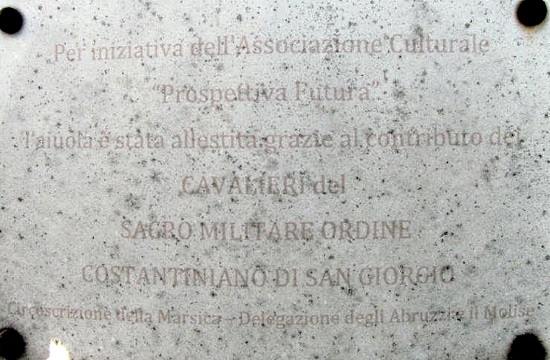 Per iniziativa dell'Associazione Culturale
"Prospettiva Futura"
l'aiuola è stata allestita grazie al contributo dei
CAVALIERI del
SACRO MILITARE ORDINE
COSTANTINIANO DI SAN GIORGIO
Circoscrizione della Marsica – Delegazione degli Abruzzi e il Molise